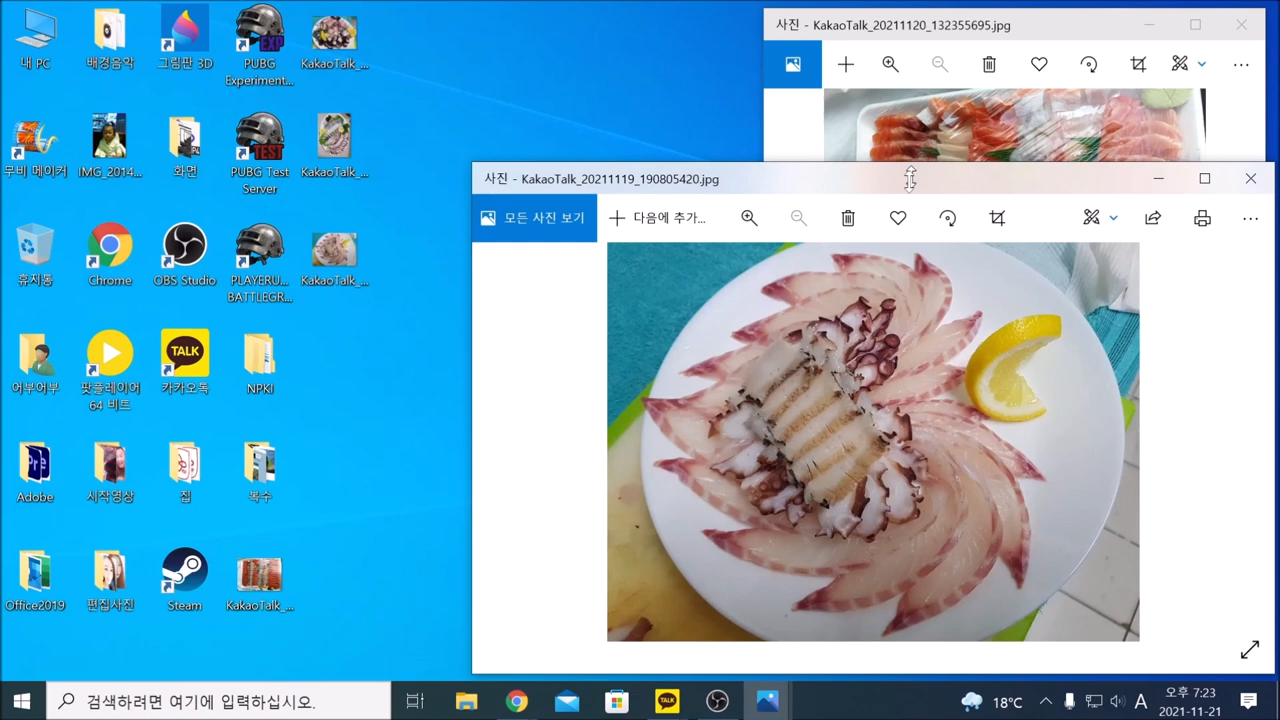 내 PC
배경음악
그림판 3D
PUBG
Experiment...
KakaoTalk_...
무비 메이커
IMG_2014...
화면
PUBG Test
Server
KakaoTalk_...
휴지통
Chrome
OBS Studio
PLAYERU...
BATTLEGR...
KakaoTalk_...
어부어부
팟플레이어
64 비트
TALK
카카오톡
NPKI
Adobe
시작영상
집
복수
Office2019
편집사진
Steam
KakaoTalk_...
사진 - KakaoTalk_20211120_132355695.jpg
사진 - KakaoTalk_20211119_190805420.jpg
모든 사진 보기
다음에 추가...
검색하려면 여기에 입력하십시오.
TALK
18°C
A
오후 7:23
2021-11-21
EXP
TEST
Pre